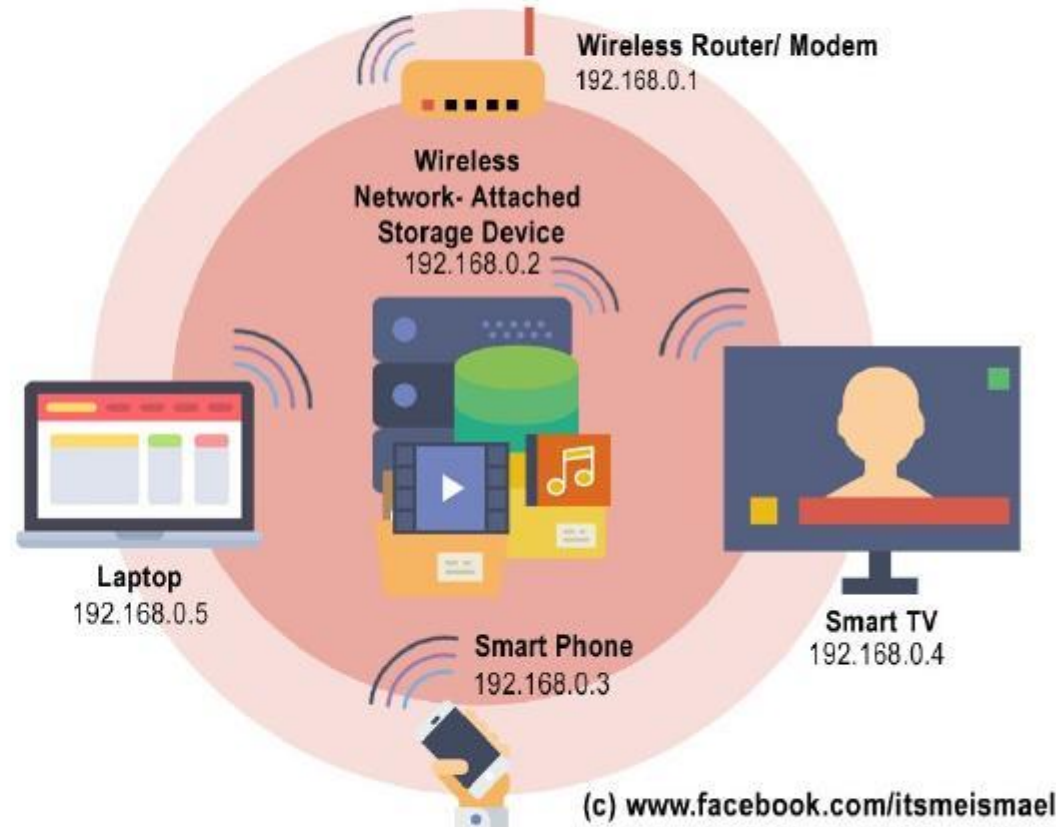 Wireless Router/ Modem
192.168.0.1
Wireless
Network- Attached
Storage Device
192.168.0.2
Laptop
192.168.0.5
Smart TV
192.168.0.4
Smart Phone
192.168.0.3
(c) www.facebook.com/itsmeismael